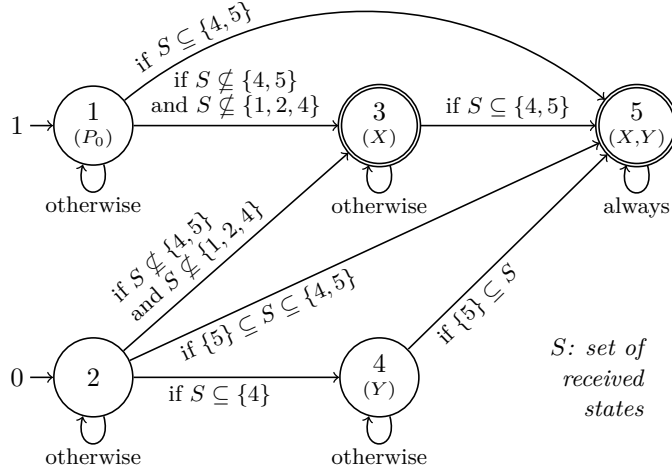 if S ⊆ {4, 5}
if S ⊈ {4, 5}
and S ⊈ {1, 2, 4}
if S ⊆ {4, 5}
1
1
(P₀)
3
(X)
5
(X,Y)
otherwise
otherwise
always
if S ⊈ {4, 5}
and S ⊈ {1, 2, 4}
if {5} ⊆ S ⊆ {4, 5}
if {5} ⊆ S
0
2
if S ⊆ {4}
4
(Y)
otherwise
otherwise
S: set of
received
states